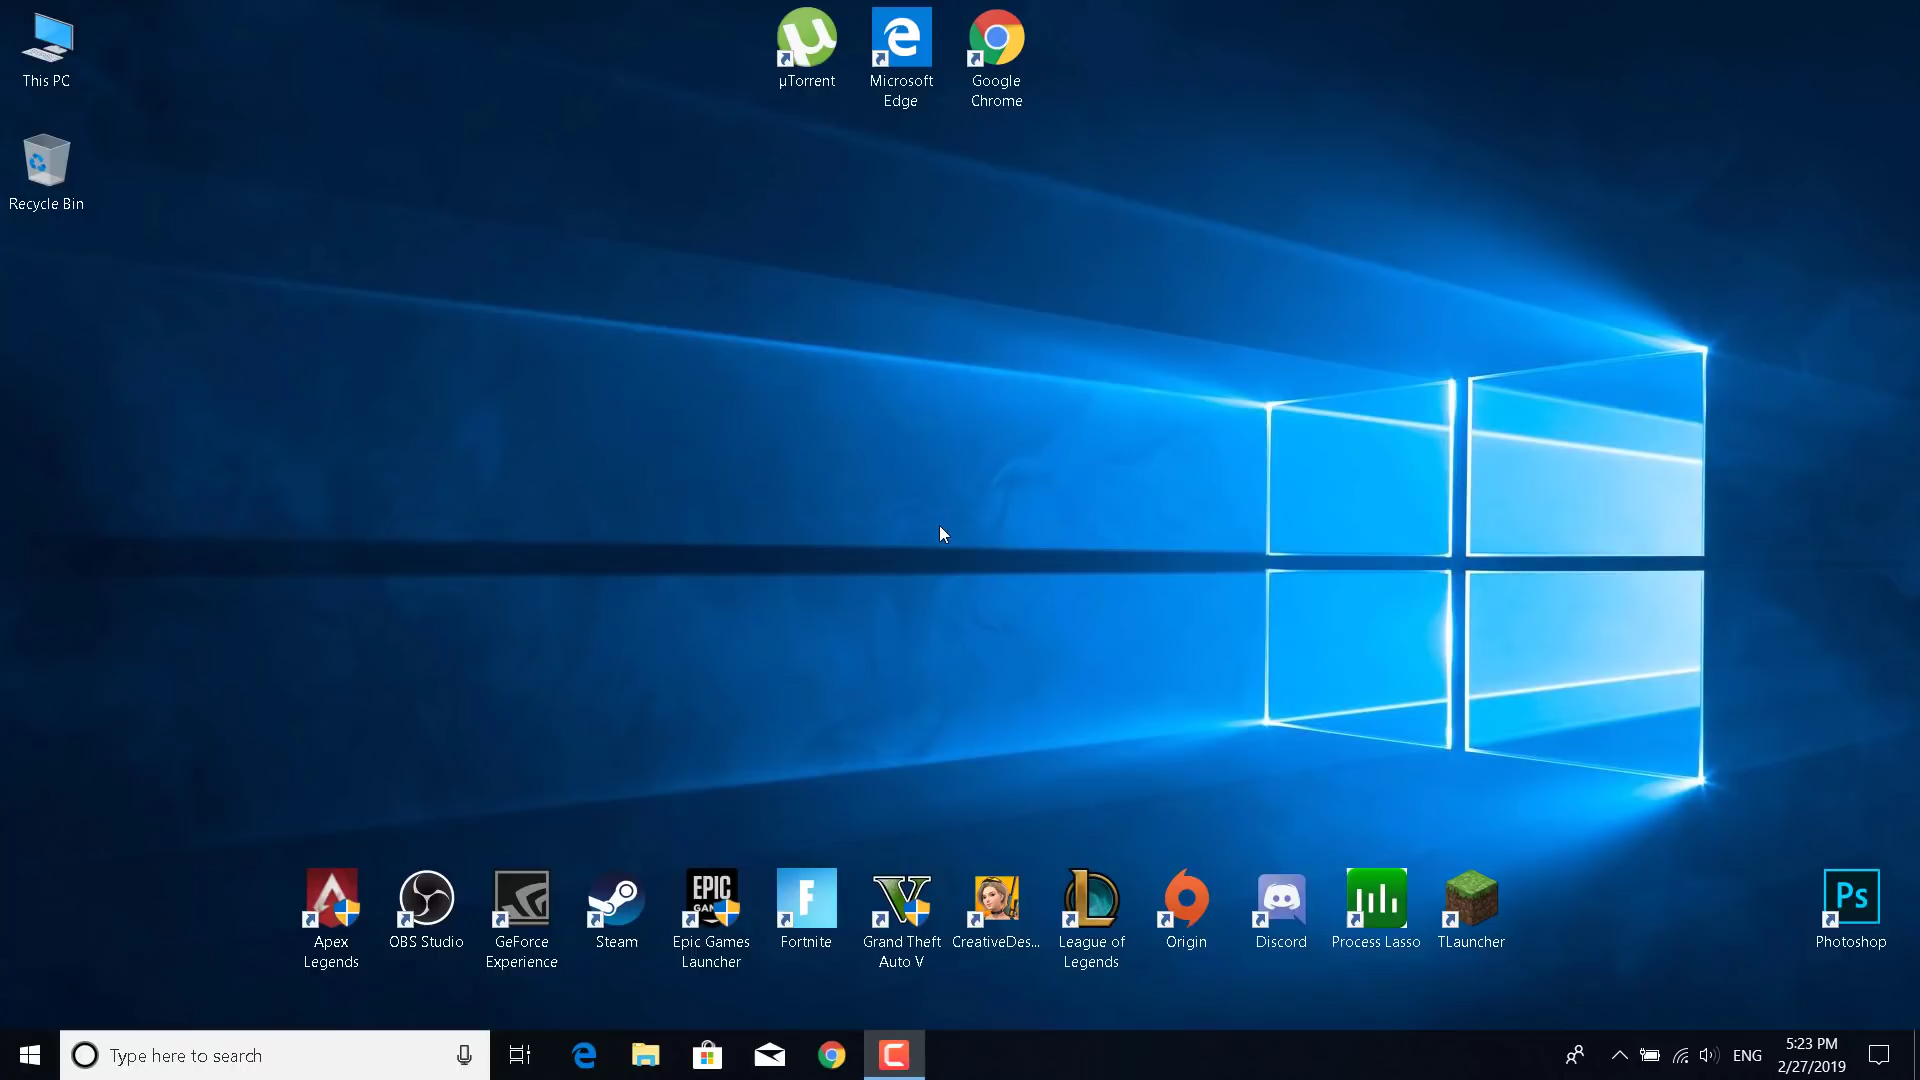 This PC
µTorrent
Microsoft
Edge
Google
Chrome
Recycle Bin
EPIC
F
Apex
Legends
OBS Studio
GeForce
Experience
Steam
Epic Games
Launcher
Fortnite
Grand Theft
Auto V
CreativeDes...
League of
Legends
Origin
Discord
Process Lasso
TLauncher
Ps
Photoshop
Type here to search
ENG
5:23 PM
2/27/2019